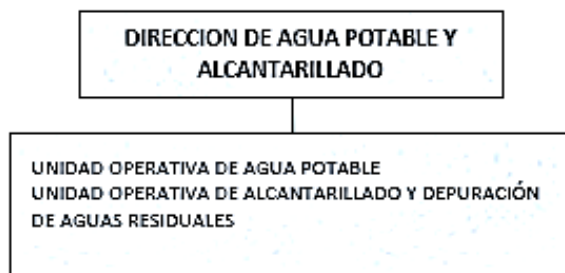 DIRECCION DE AGUA POTABLE Y
ALCANTARILLADO
UNIDAD OPERATIVA DE AGUA POTABLE
UNIDAD OPERATIVA DE ALCANTARILLADO Y DEPURACIÓN
DE AGUAS RESIDUALES